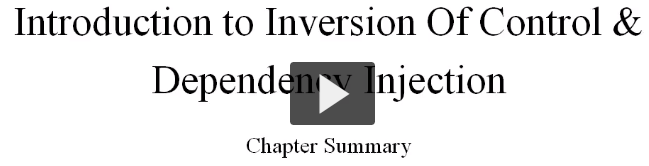 Introduction to Inversion Of Control &
Dependency Injection
Chapter Summary